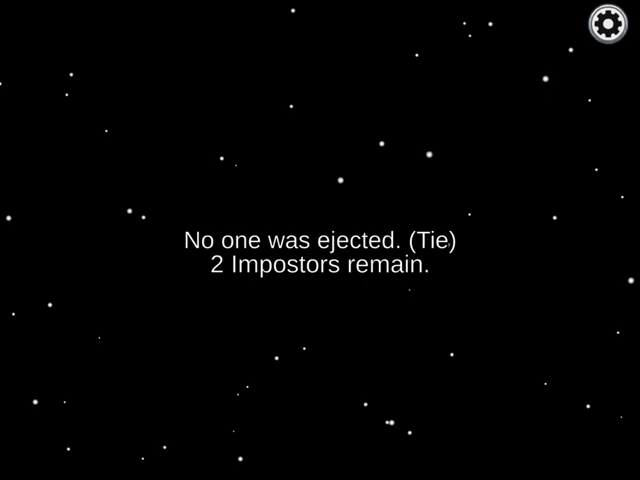 No one was ejected. (Tie)
2 Impostors remain.